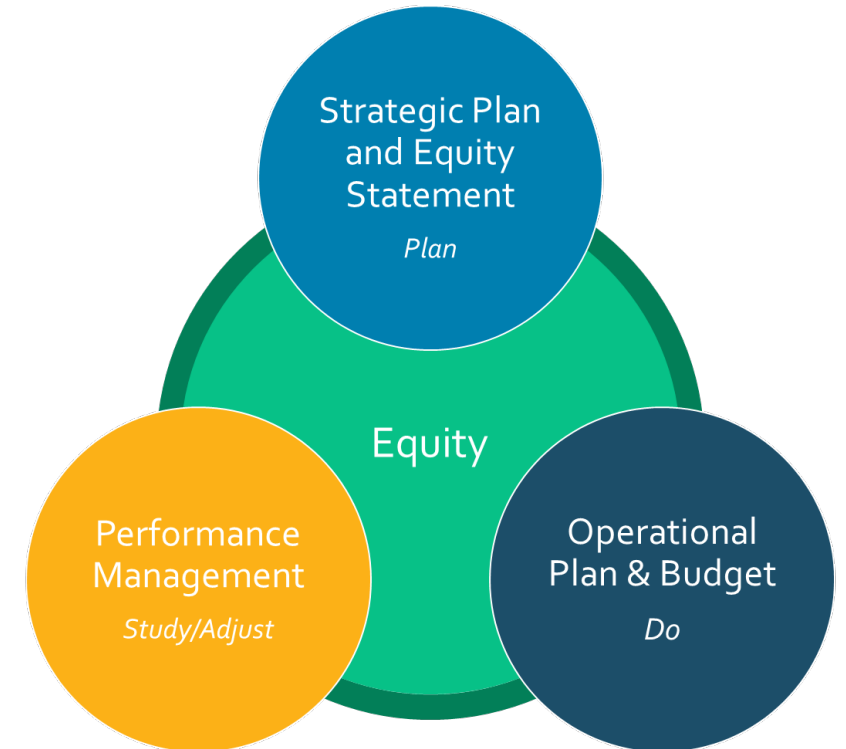 Strategic Plan
and Equity
Statement
Plan
Equity
Performance
Management
Study/Adjust
Operational
Plan & Budget
Do